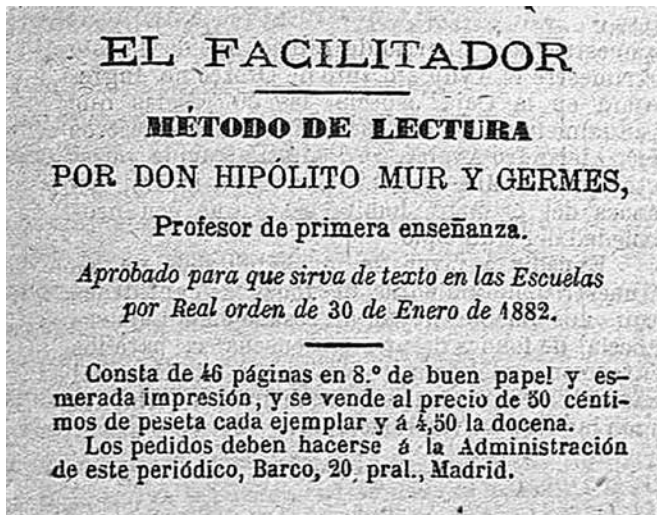 EL FACILITADOR
MÉTODO DE LECTURA
POR DON HIPÓLITO MUR Y GERMES,
Profesor de primera enseñanza.
Aprobado para que sirva de texto en las Escuelas
por Real orden de 30 de Enero de 1882.
Consta de 46 páginas en 8.º de buen papel y es-
merada impresión, y se vende al precio de 50 cénti-
mos de peseta cada ejemplar y á 4,50 la docena.
Los pedidos deben hacerse á la Administración
de este periódico, Barco, 20, pral., Madrid.